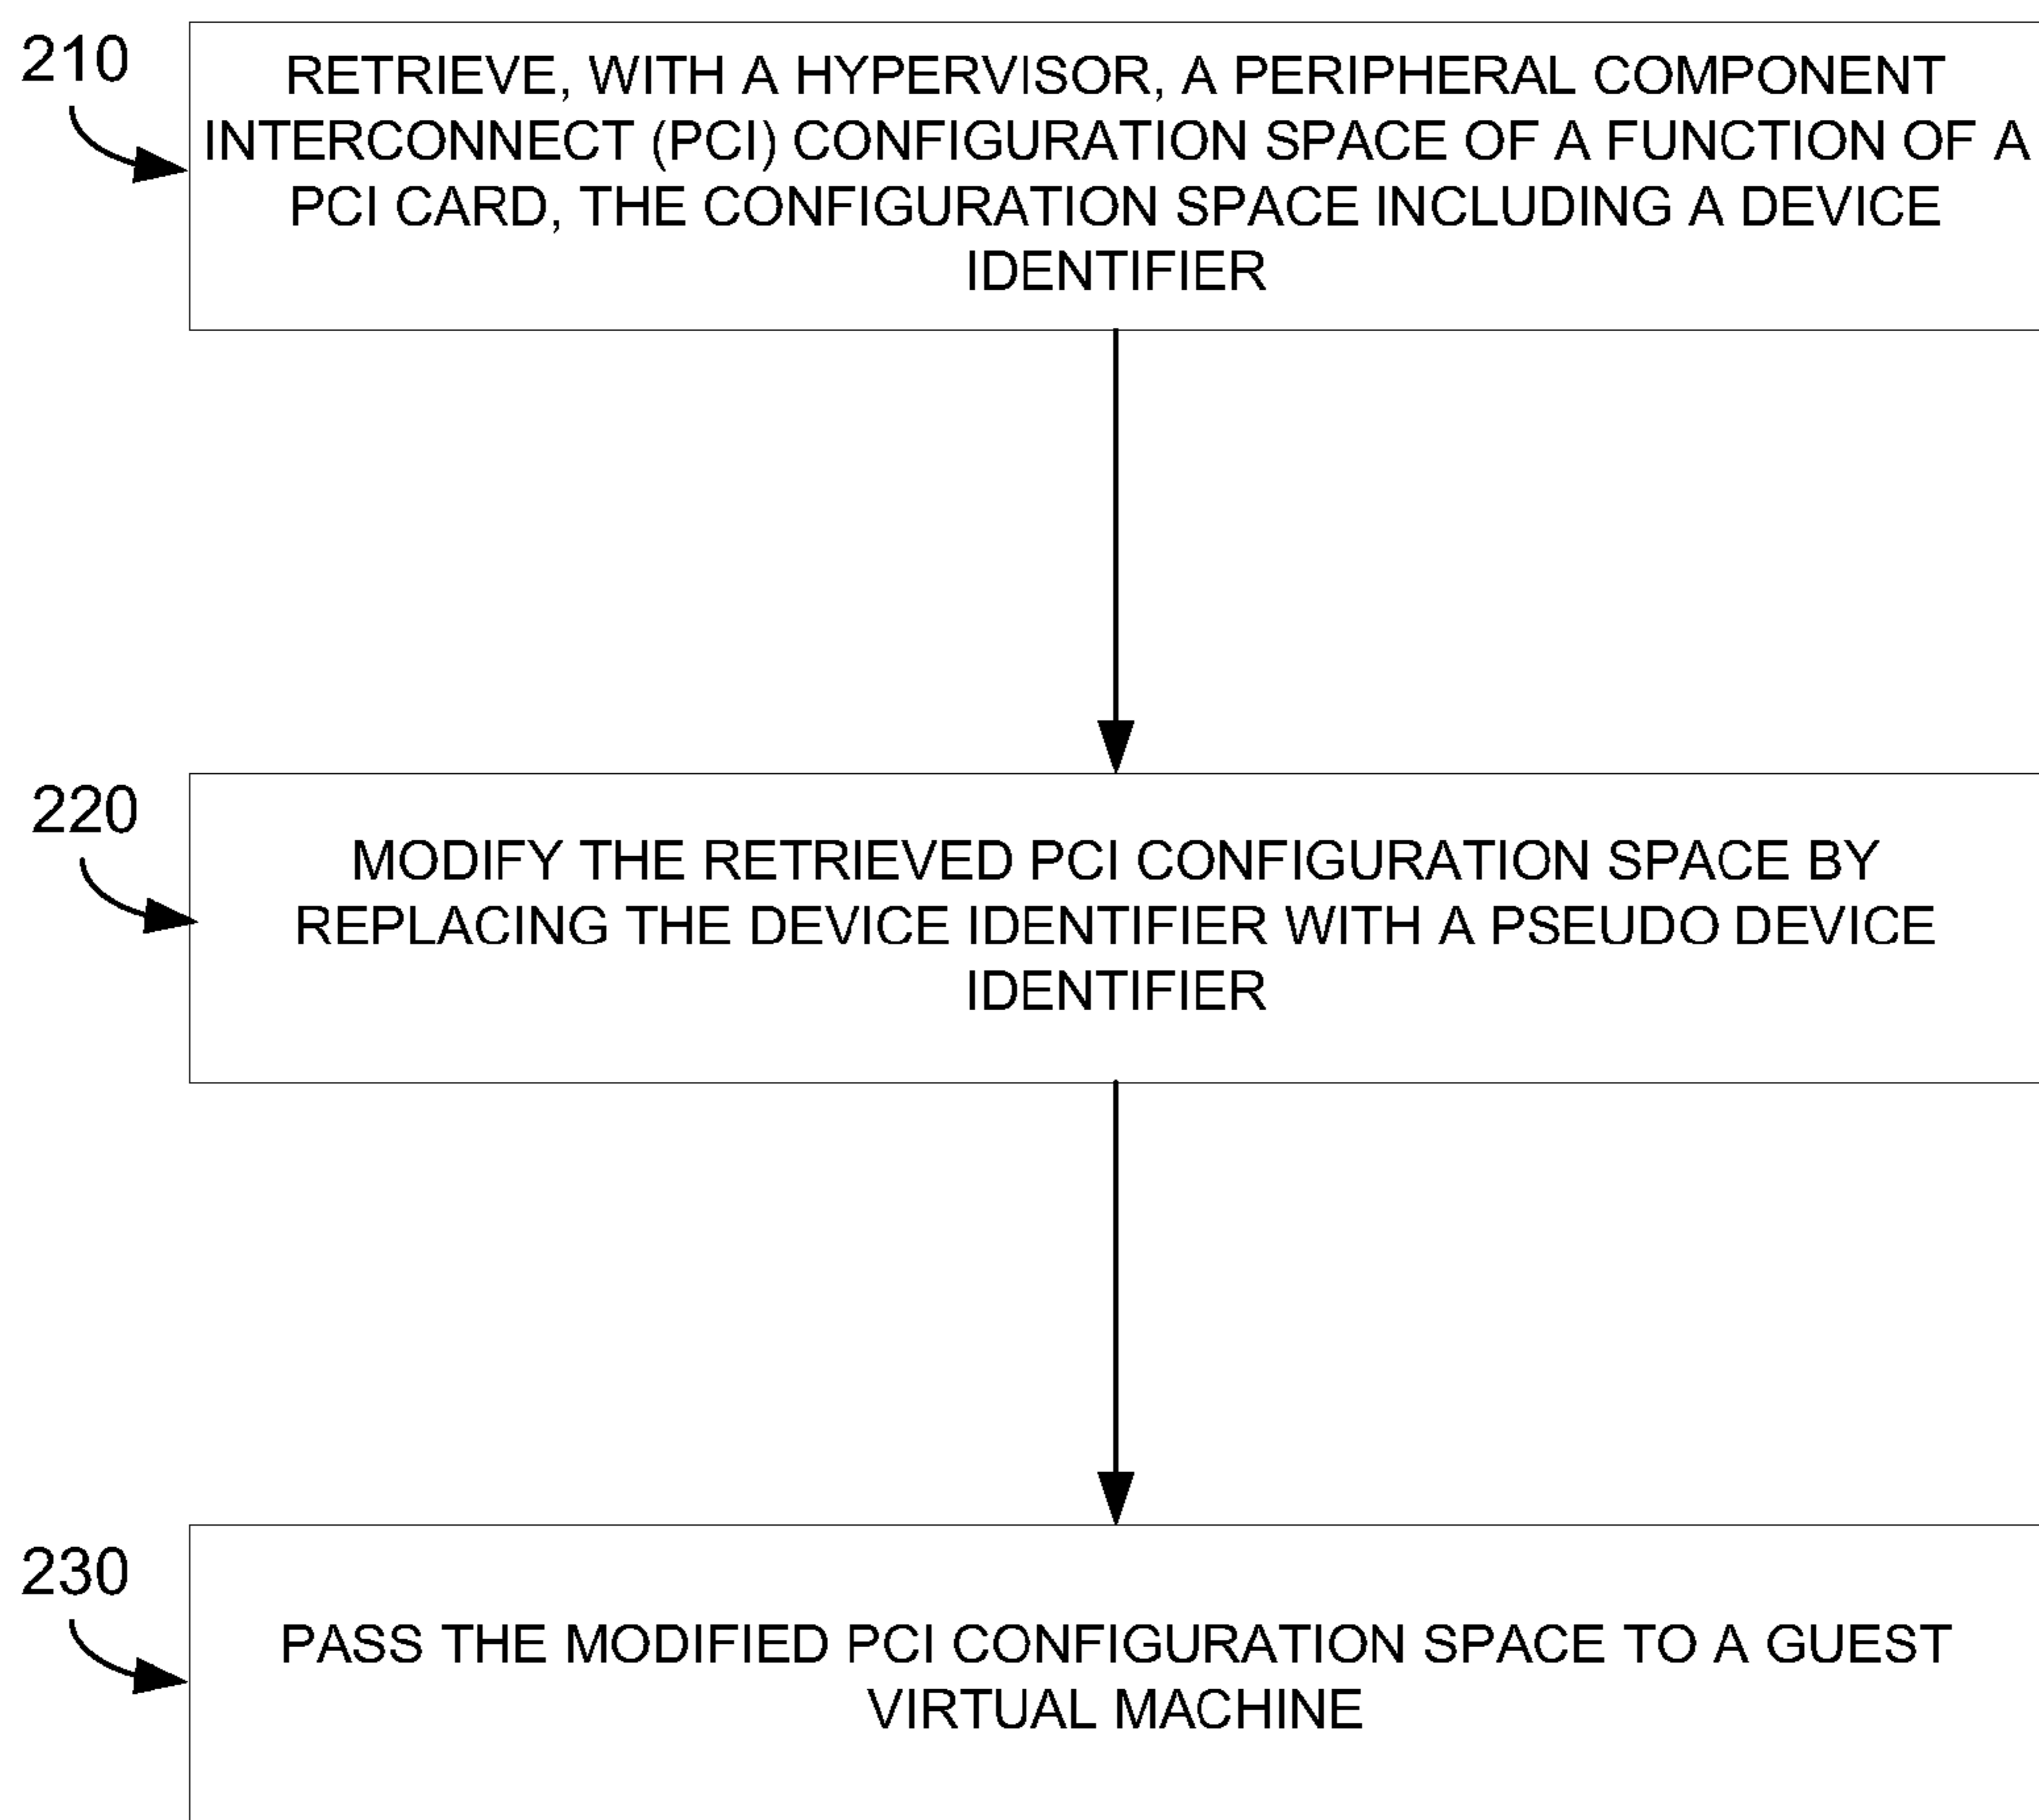 210
RETRIEVE, WITH A HYPERVISOR, A PERIPHERAL COMPONENT
INTERCONNECT (PCI) CONFIGURATION SPACE OF A FUNCTION OF A
PCI CARD, THE CONFIGURATION SPACE INCLUDING A DEVICE
IDENTIFIER
220
MODIFY THE RETRIEVED PCI CONFIGURATION SPACE BY
REPLACING THE DEVICE IDENTIFIER WITH A PSEUDO DEVICE
IDENTIFIER
230
PASS THE MODIFIED PCI CONFIGURATION SPACE TO A GUEST
VIRTUAL MACHINE